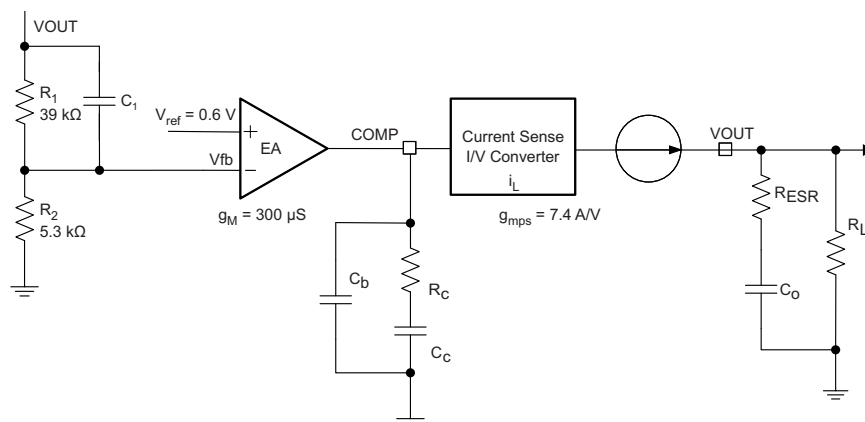 VOUT
R1
39 kΩ
C1
R2
5.3 kΩ
Vref = 0.6 V
Vfb
+
−
EA
gM = 300 µS
COMP
Cb
Rc
Cc
Current Sense
I/V Converter
iL
gmps = 7.4 A/V
VOUT
RESR
Co
RL